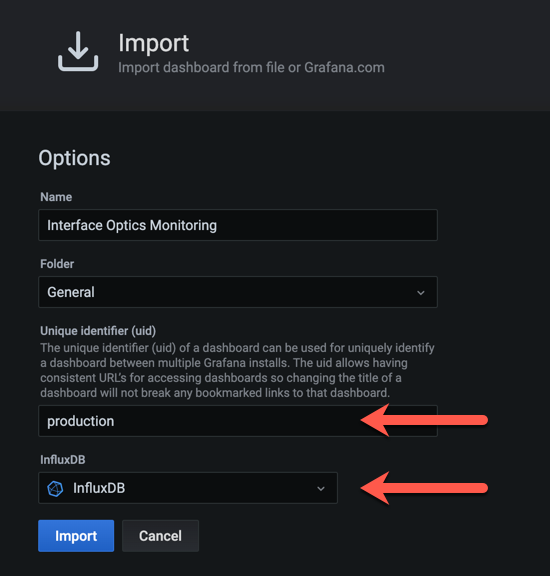 Import
Import dashboard from file or Grafana.com
Options
Name
Interface Optics Monitoring
Folder
General
Unique identifier (uid)
The unique identifier (uid) of a dashboard can be used for uniquely identify
a dashboard between multiple Grafana installs. The uid allows having
consistent URL's for accessing dashboards so changing the title of a
dashboard will not break any bookmarked links to that dashboard.
production
InfluxDB
InfluxDB
Import
Cancel